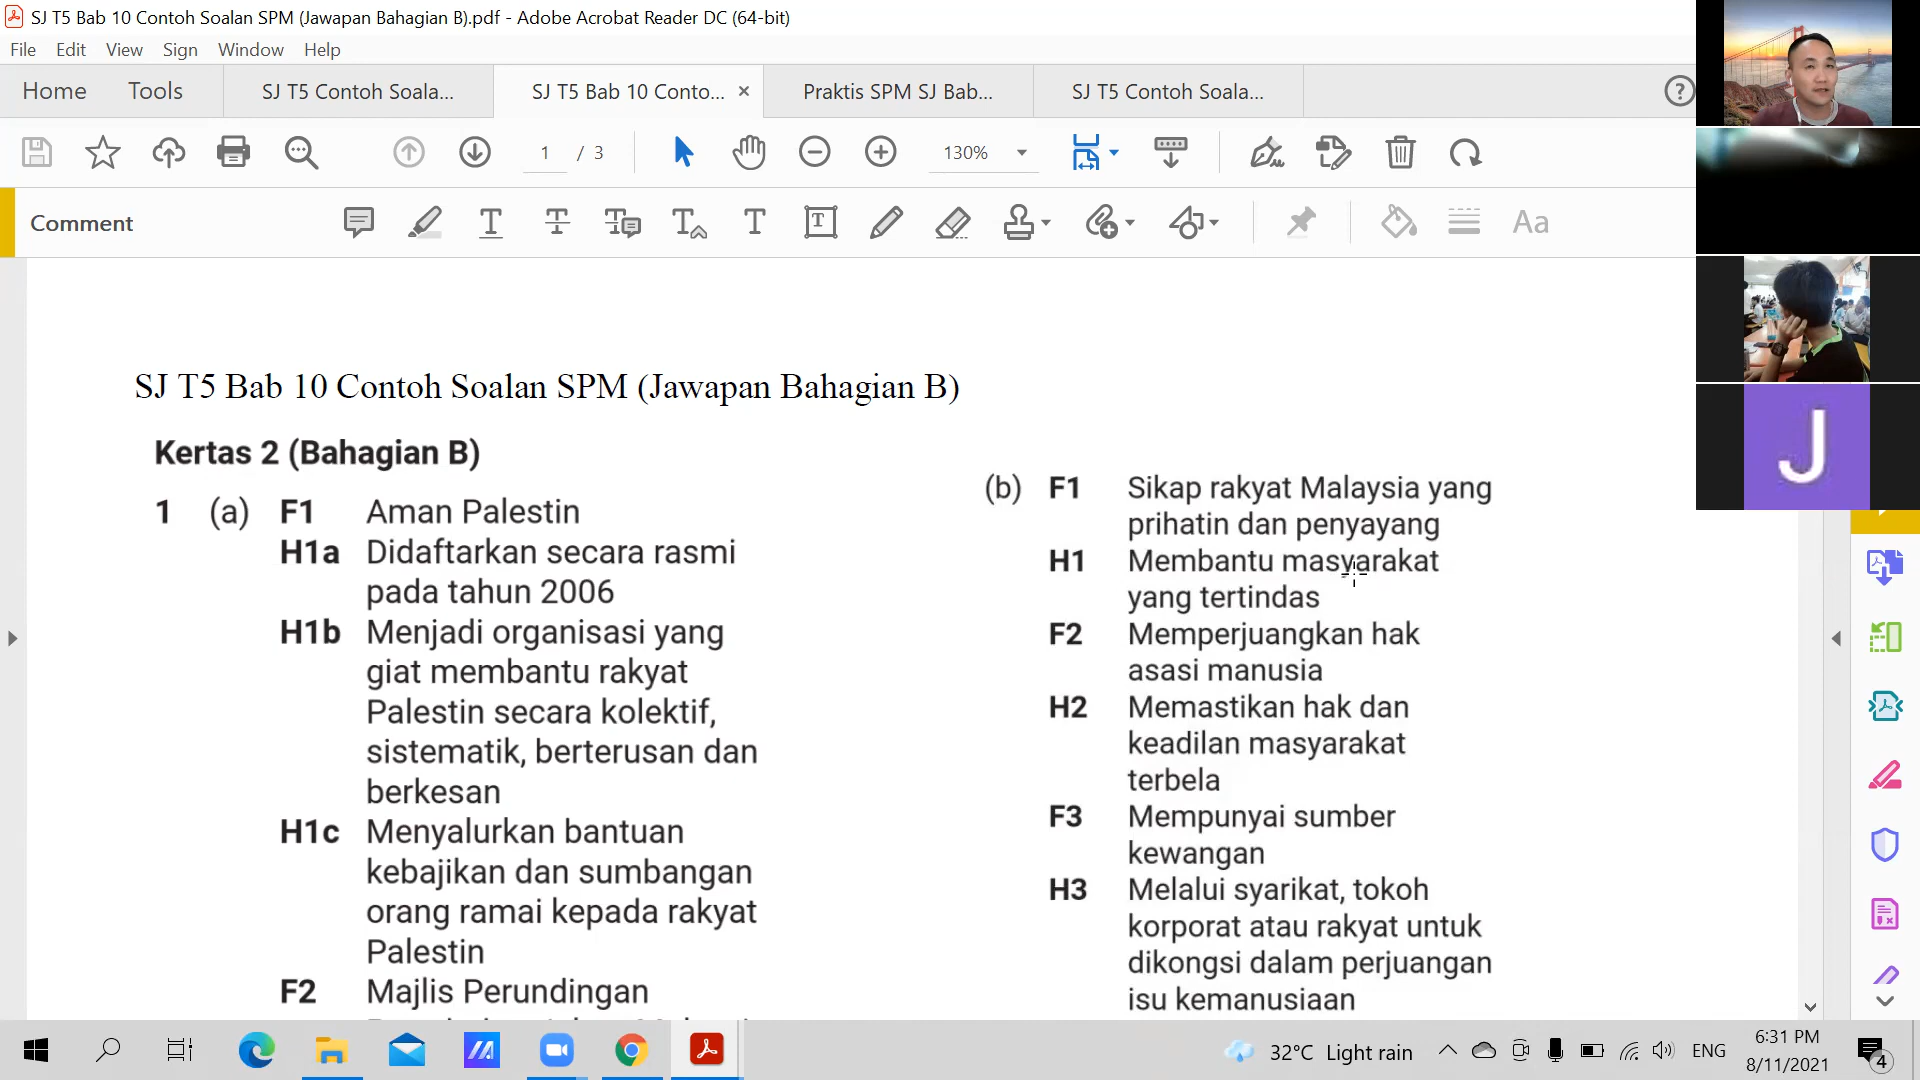 SJ T5 Bab 10 Contoh Soalan SPM (Jawapan Bahagian B).pdf - Adobe Acrobat Reader DC (64-bit)
File Edit View Sign Window Help
Home Tools SJ T5 Contoh Soala... SJ T5 Bab 10 Conto... × Praktis SPM SJ Bab... SJ T5 Contoh Soala...
1 / 3 130%
Comment
SJ T5 Bab 10 Contoh Soalan SPM (Jawapan Bahagian B)
Kertas 2 (Bahagian B)
1 (a) F1 Aman Palestin
H1a Didaftarkan secara rasmi
pada tahun 2006
H1b Menjadi organisasi yang
giat membantu rakyat
Palestin secara kolektif,
sistematik, berterusan dan
berkesan
H1c Menyalurkan bantuan
kebajikan dan sumbangan
orang ramai kepada rakyat
Palestin
F2 Majlis Perundingan
(b) F1 Sikap rakyat Malaysia yang
prihatin dan penyayang
H1 Membantu masyarakat
yang tertindas
F2 Memperjuangkan hak
asasi manusia
H2 Memastikan hak dan
keadilan masyarakat
terbela
F3 Mempunyai sumber
kewangan
H3 Melalui syarikat, tokoh
korporat atau rakyat untuk
dikongsi dalam perjuangan
isu kemanusiaan
J
32°C Light rain
ENG
6:31 PM
8/11/2021
4